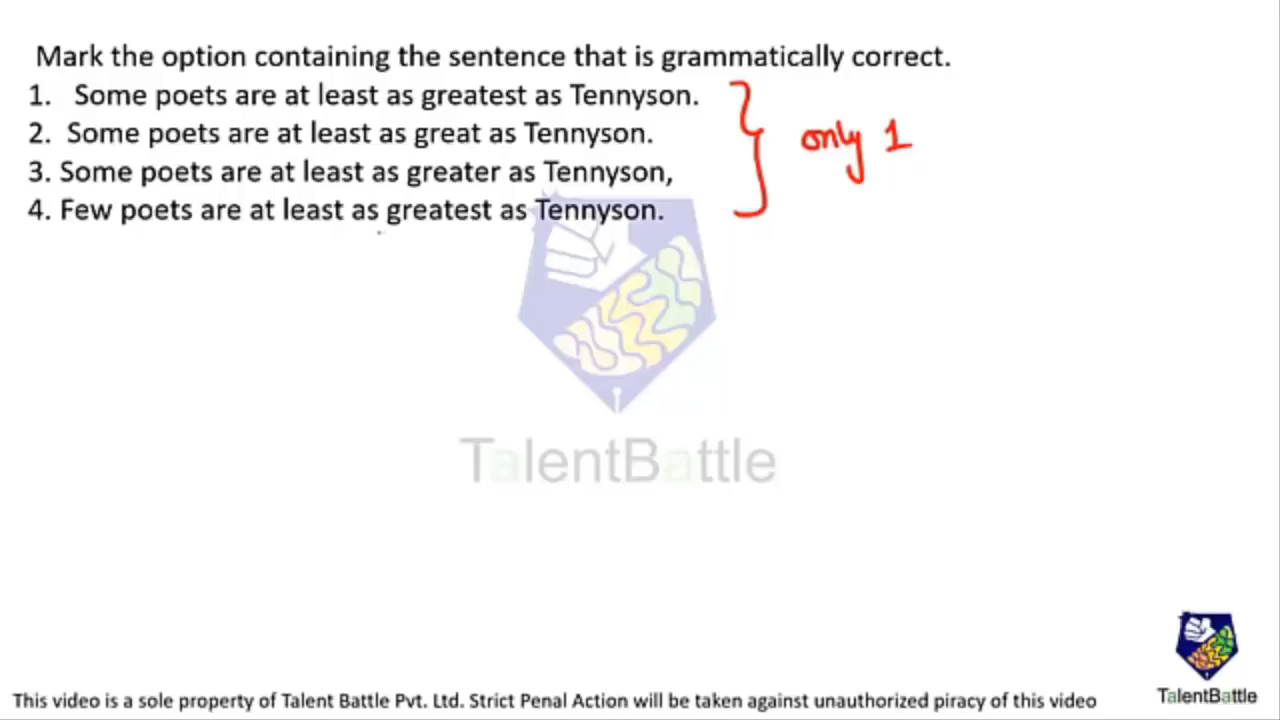 Mark the option containing the sentence that is grammatically correct.
1. Some poets are at least as greatest as Tennyson.
2. Some poets are at least as great as Tennyson.
3. Some poets are at least as greater as Tennyson,
4. Few poets are at least as greatest as Tennyson.
only 1
TalentBattle
TalentBattle
This video is a sole property of Talent Battle Pvt. Ltd. Strict Penal Action will be taken against unauthorized piracy of this video